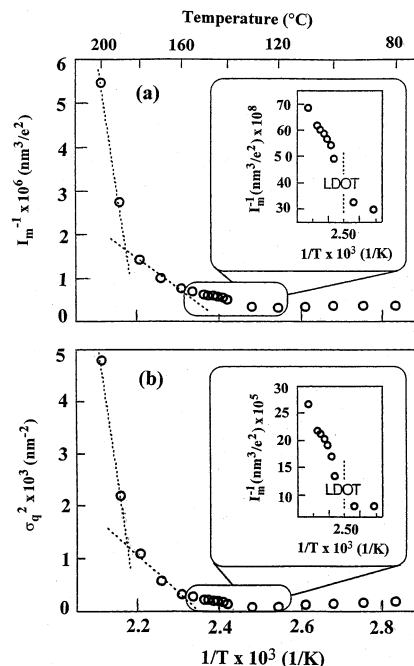 Temperature (°C)
200 180 160 140 120 100 80
(a)
I_m^-1 x 10^6 (nm^3/e^2)
6
5
4
3
2
1
0
I_m^-1 (nm^3/e^2) x 10^8
70
60
50
40
30
LDOT
2.50
1/T x 10^3 (1/K)
(b)
σ_q^2 x 10^3 (nm-2)
5
4
3
2
1
0
I_m^-1 (nm^3/e^2) x 10^5
30
25
20
15
10
LDOT
2.50
1/T x 10^3 (1/K)
2.2 2.4 2.6 2.8
1/T x 10^3 (1/K)